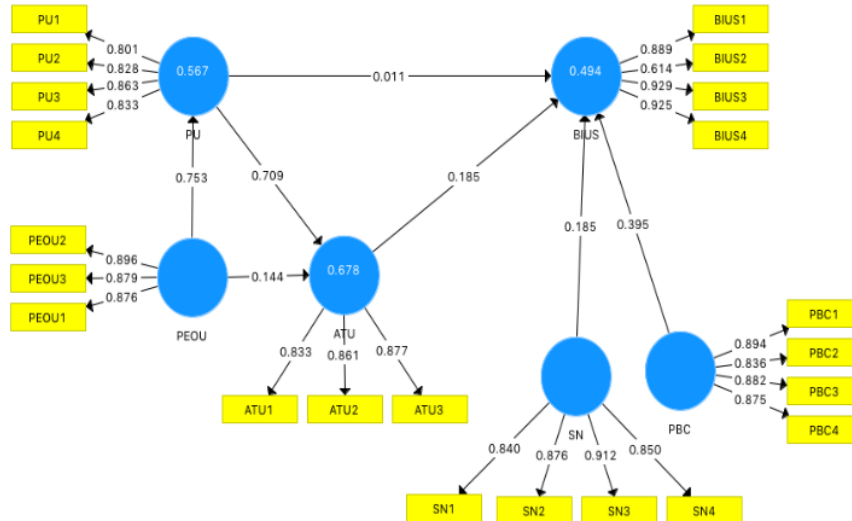 PU1
PU2
PU3
PU4
0.801
0.828
0.863
0.833
0.567
PU
0.011
0.494
BIUS
0.889
0.614
0.929
0.925
BIUS1
BIUS2
BIUS3
BIUS4
0.753
0.709
0.185
0.185
0.395
PEOU2
PEOU3
PEOU1
0.896
0.879
0.876
PEOU
0.144
0.678
ATU
0.833
0.861
0.877
ATU1
ATU2
ATU3
SN
PBC
0.894
0.836
0.882
0.875
PBC1
PBC2
PBC3
PBC4
0.840
0.876
0.912
0.850
SN1
SN2
SN3
SN4